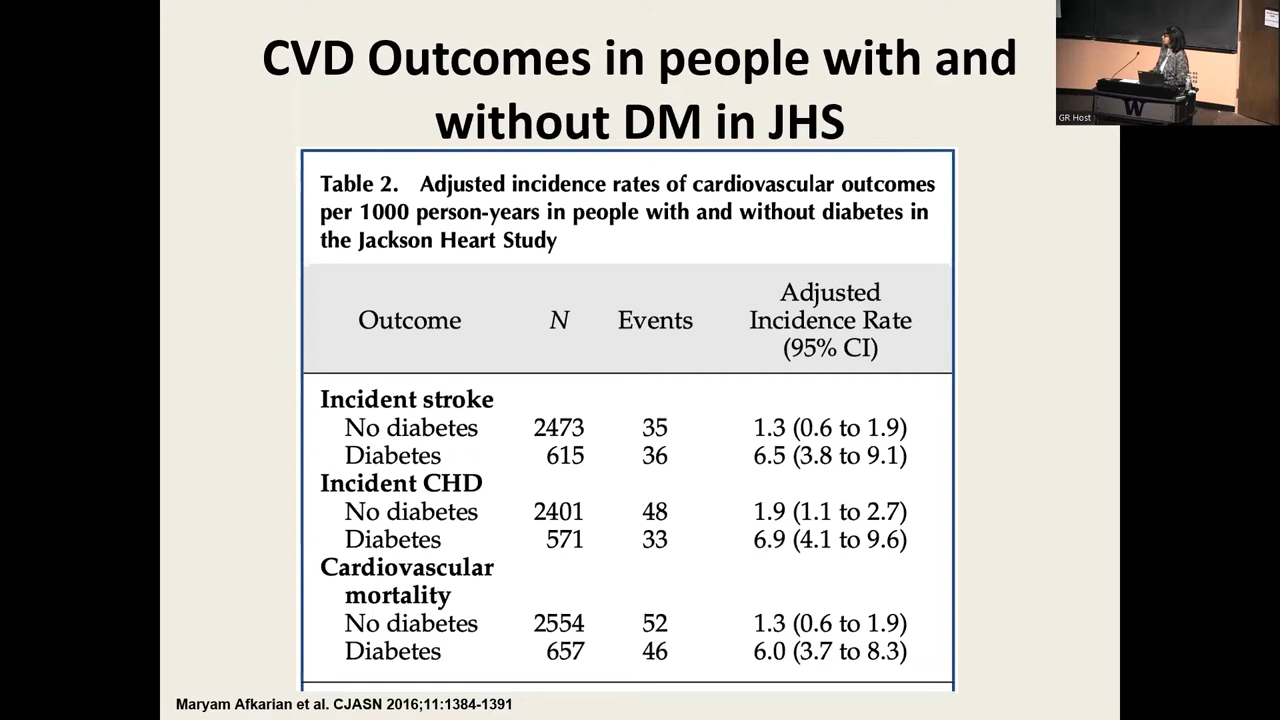 CVD Outcomes in people with and
without DM in JHS
Table 2. Adjusted incidence rates of cardiovascular outcomes
per 1000 person-years in people with and without diabetes in
the Jackson Heart Study
Outcome N Events Adjusted Incidence Rate (95% CI)
Incident stroke
No diabetes 2473 35 1.3 (0.6 to 1.9)
Diabetes 615 36 6.5 (3.8 to 9.1)
Incident CHD
No diabetes 2401 48 1.9 (1.1 to 2.7)
Diabetes 571 33 6.9 (4.1 to 9.6)
Cardiovascular
mortality
No diabetes 2554 52 1.3 (0.6 to 1.9)
Diabetes 657 46 6.0 (3.7 to 8.3)
Maryam Afkarian et al. CJASN 2016;11:1384-1391
W
GR Host